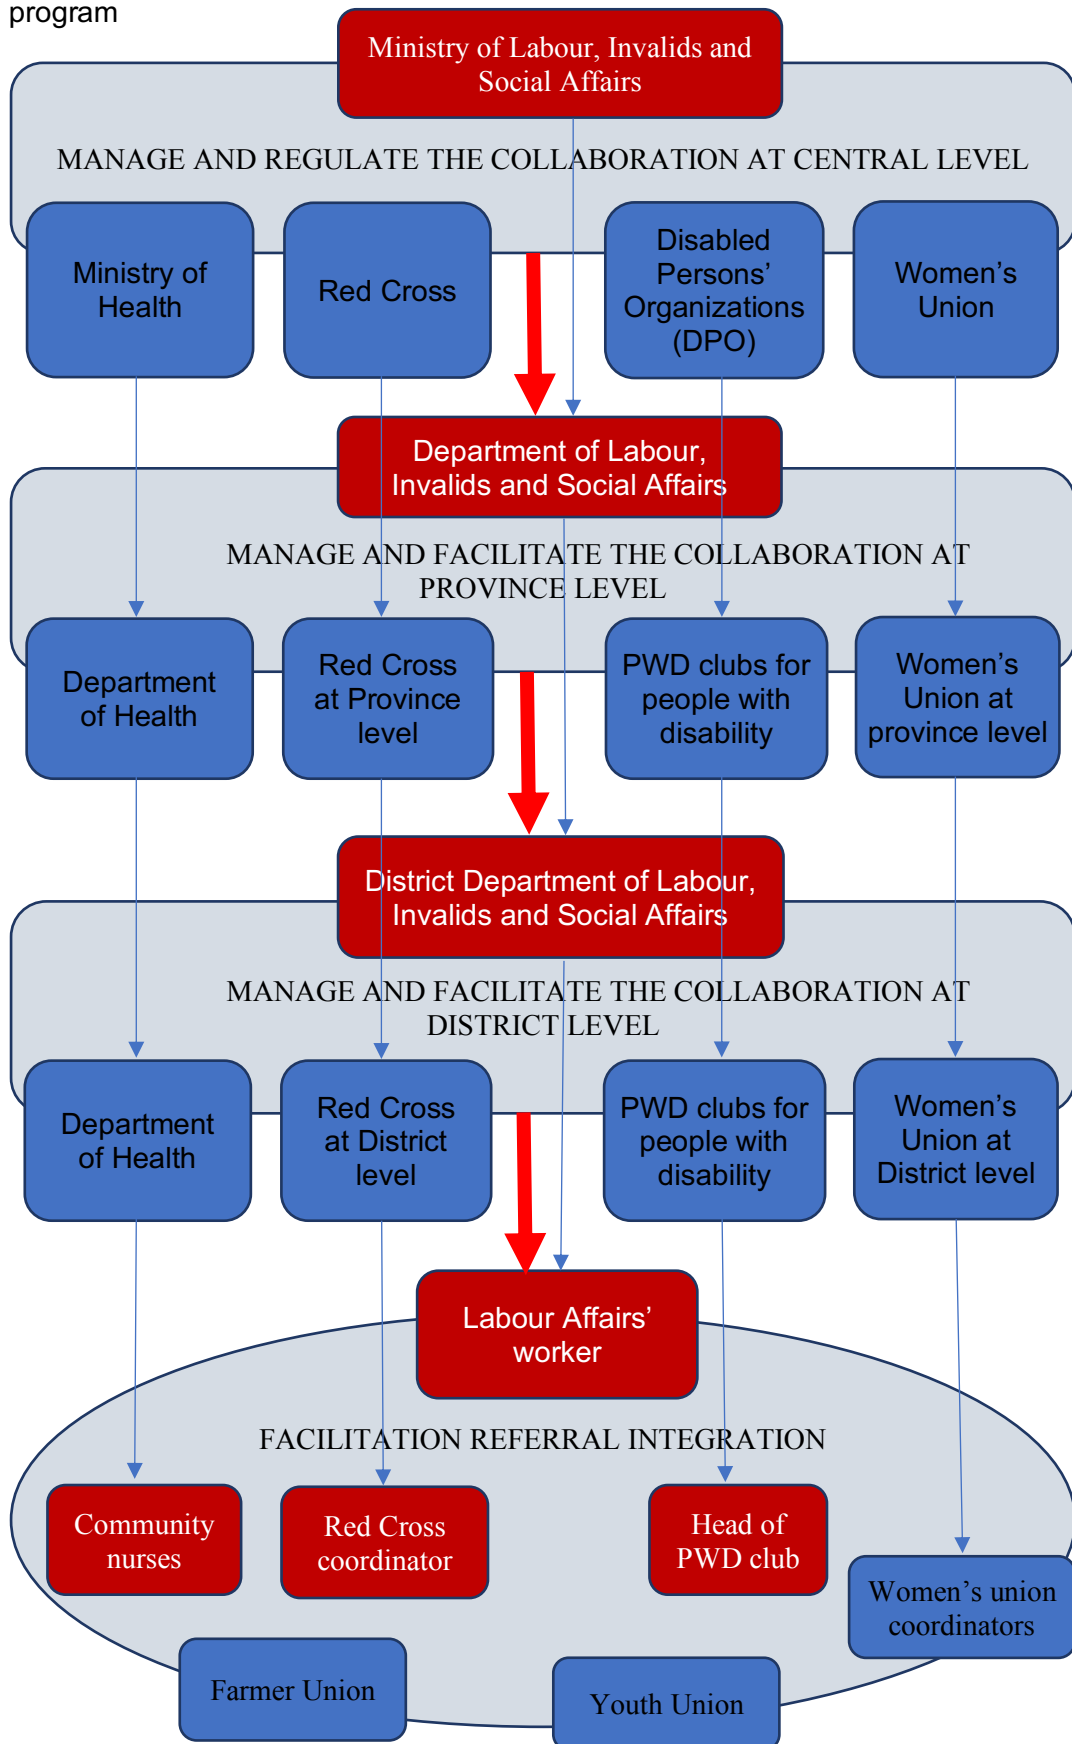 program
Ministry of Labour, Invalids and
Social Affairs
MANAGE AND REGULATE THE COLLABORATION AT CENTRAL LEVEL
Ministry of
Health
Red Cross
Disabled
Persons’
Organizations
(DPO)
Women’s
Union
Department of Labour,
Invalids and Social Affairs
MANAGE AND FACILITATE THE COLLABORATION AT
PROVINCE LEVEL
Department
of Health
Red Cross
at Province
level
PWD clubs for
people with
disability
Women’s
Union at
province level
District Department of Labour,
Invalids and Social Affairs
MANAGE AND FACILITATE THE COLLABORATION AT
DISTRICT LEVEL
Department
of Health
Red Cross
at District
level
PWD clubs for
people with
disability
Women’s
Union at
District level
Labour Affairs’
worker
FACILITATION REFERRAL INTEGRATION
Community
nurses
Red Cross
coordinator
Head of
PWD club
Women’s union
coordinators
Farmer Union
Youth Union